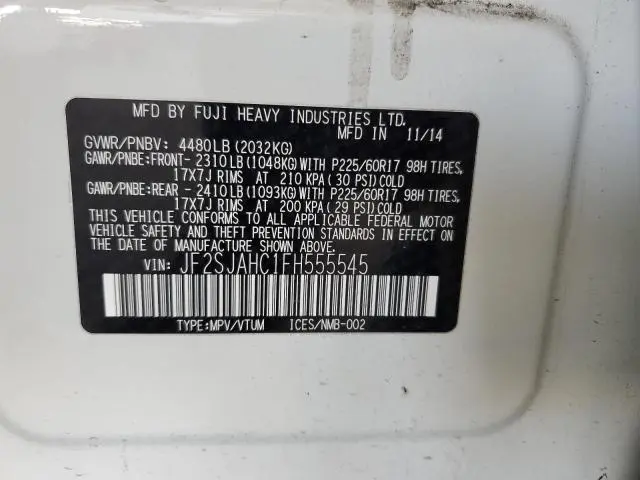 MFD BY FUJI HEAVY INDUSTRIES LTD.
MFD IN 11/14
GVWR/PNBV: 4480LB (2032KG)
GAWR/PNBE:FRONT- 2310LB (1048KG) WITH P225/60R17 98H TIRES,
17X7J RIMS AT 210 KPA (30 PSI) COLD
GAWR/PNBE:REAR - 2410LB (1093KG) WITH P225/60R17 98H TIRES,
17X7J RIMS AT 200 KPA (29 PSI) COLD
THIS VEHICLE CONFORMS TO ALL APPLICABLE FEDERAL MOTOR
VEHICLE SAFETY AND THEFT PREVENTION STANDARDS IN EFFECT ON
THE DATE OF MANUFACTURE SHOWN ABOVE.
VIN: JF2SJAHC1FH555545
TYPE:MPV/VTUM ICES/NMB-002